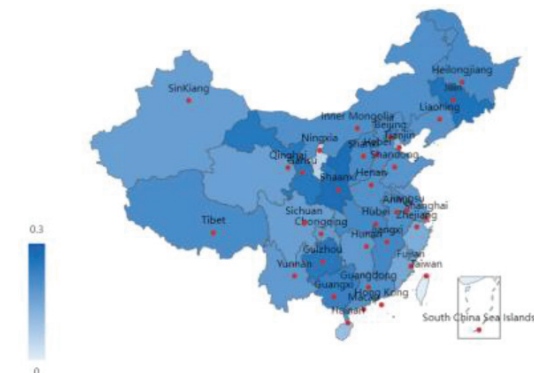 Heilongjiang
Jilin
SinKiang
Liaoning
Inner Mongolia
Beijing
Tianjin
Hebei
Shanxi
Ningxia
Shandong
Qinghai
Gansu
Henan
Shaanxi
Shanghai
Sichuan
Hubei
Zhejiang
Tibet
Chongqing
Hunan
Jiangxi
0.3
Guizhou
Fujian
Yunnan
Taiwan
Guangdong
Guangxi
Hong Kong
Macau
Hainan
South China Sea Islands
0